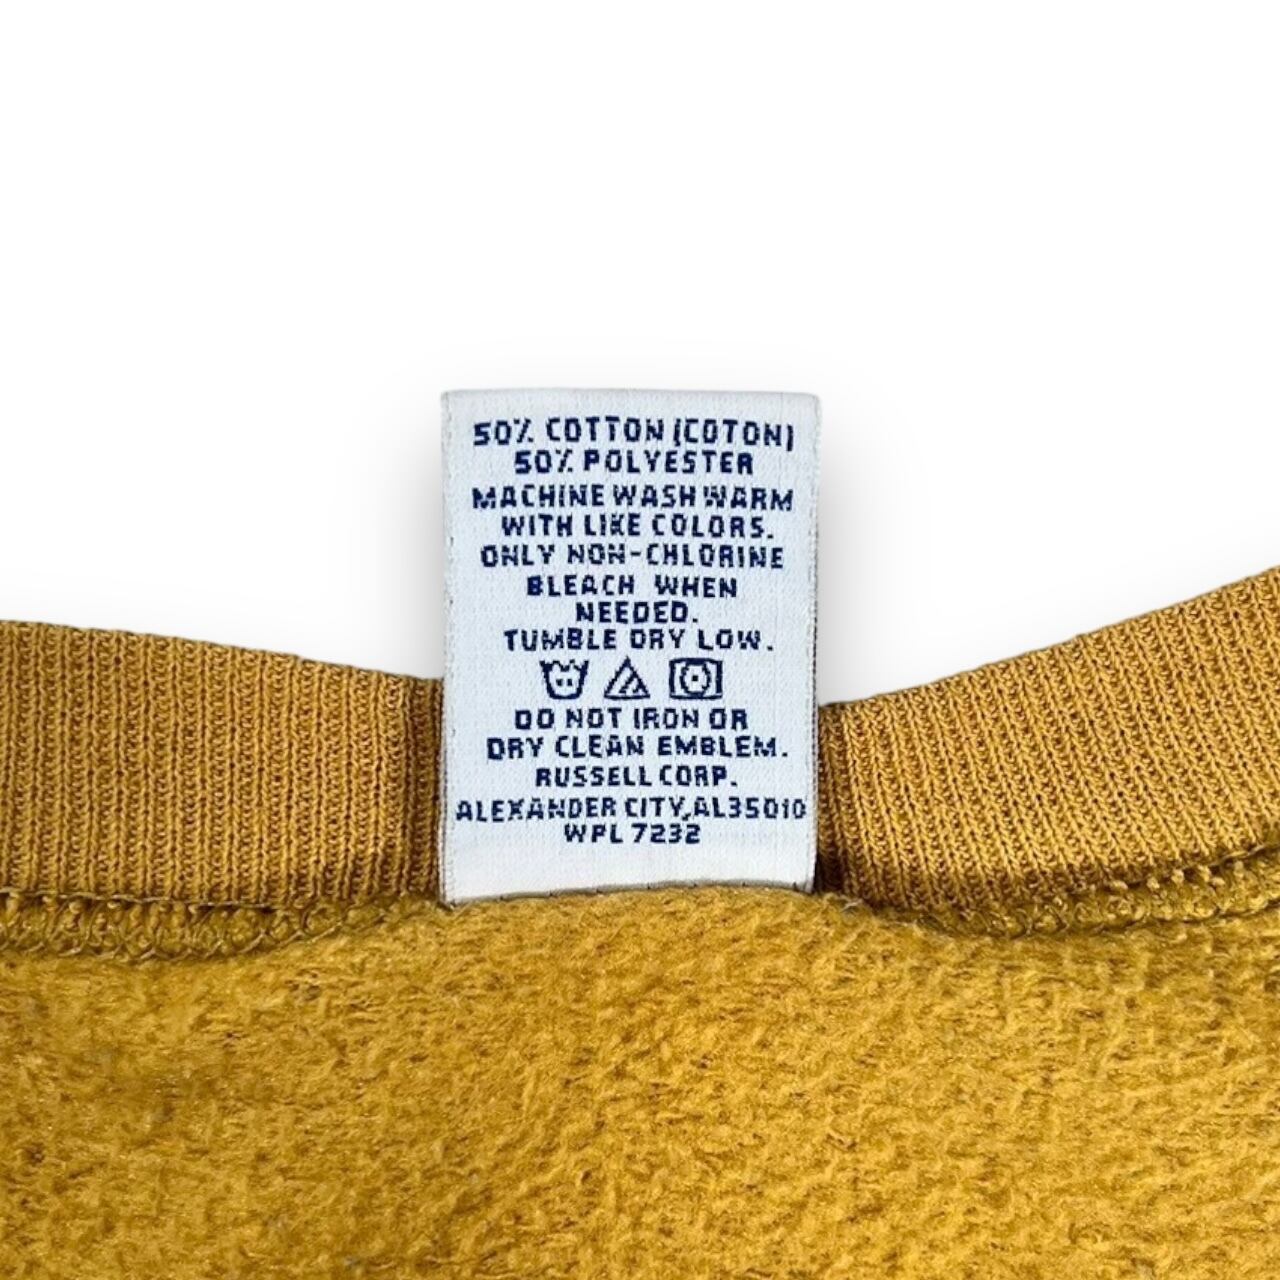 50% COTTON (COTON)
50% POLYESTER
MACHINE WASH WARM
WITH LIKE COLORS.
ONLY NON-CHLORINE
BLEACH WHEN
NEEDED.
TUMBLE DRY LOW.
DO NOT IRON OR
DRY CLEAN EMBLEM.
RUSSELL CORP.
ALEXANDER CITY, AL35010
WPL 7232